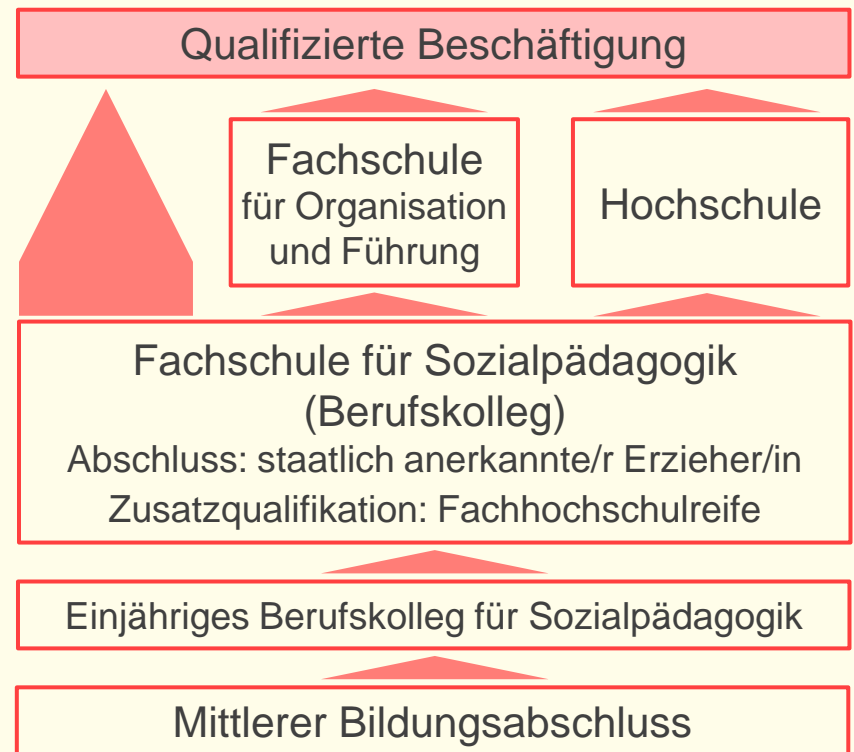 Qualifizierte Beschäftigung
Fachschule
für Organisation
und Führung
Hochschule
Fachschule für Sozialpädagogik
(Berufskolleg)
Abschluss: staatlich anerkannte/r Erzieher/in
Zusatzqualifikation: Fachhochschulreife
Einjähriges Berufskolleg für Sozialpädagogik
Mittlerer Bildungsabschluss